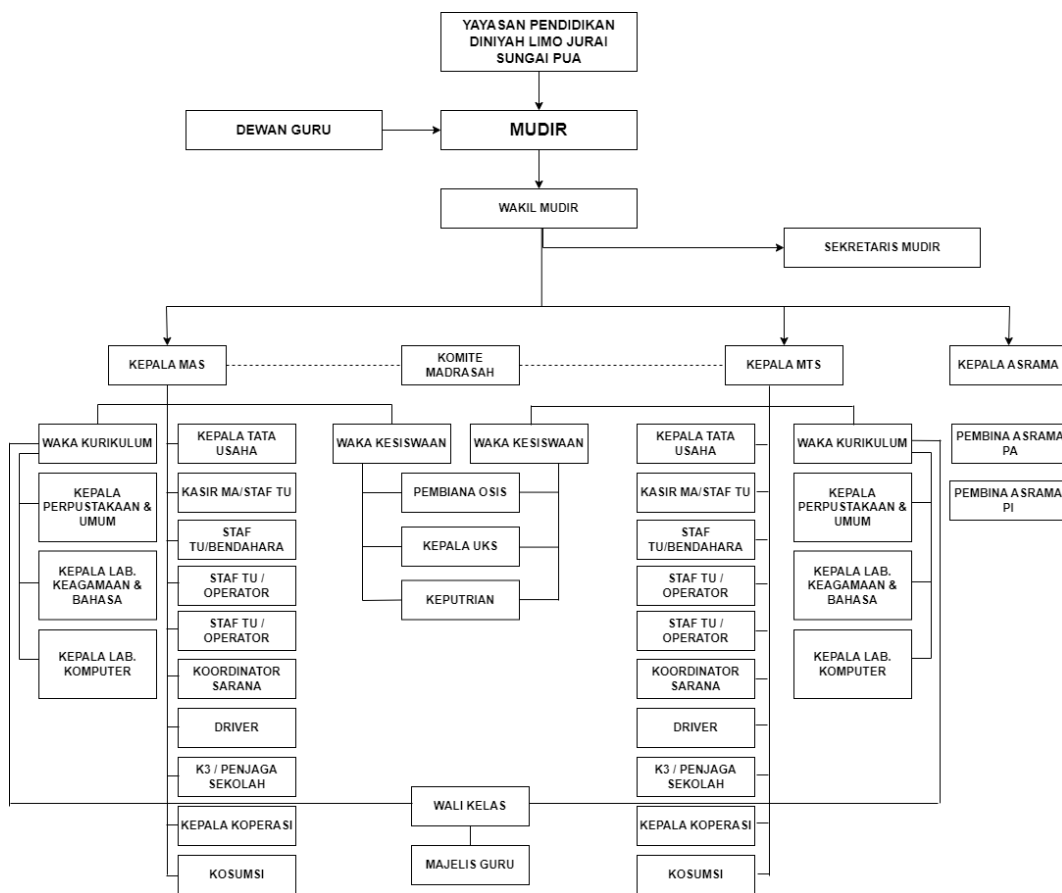 YAYASAN PENDIDIKAN
DINIYAH LIMO JURAI
SUNGAI PUA
DEWAN GURU
MUDIR
WAKIL MUDIR
SEKRETARIS MUDIR
KEPALA MAS
KOMITE
MADRASAH
KEPALA MTS
KEPALA ASRAMA
WAKA KURIKULUM
KEPALA
PERPUSTAKAAN &
UMUM
KEPALA LAB.
KEAGAMAAN &
BAHASA
KEPALA LAB.
KOMPUTER
KEPALA TATA
USAHA
KASIR MA/STAF TU
STAF
TU/BENDAHARA
STAF TU /
OPERATOR
STAF TU /
OPERATOR
KOORDINATOR
SARANA
DRIVER
K3 / PENJAGA
SEKOLAH
KEPALA KOPERASI
KOSUMSI
WAKA KESISWAAN
WAKA KESISWAAN
PEMBIANA OSIS
KEPALA UKS
KEPUTRIAN
WALI KELAS
MAJELIS GURU
KEPALA TATA
USAHA
KASIR MA/STAF TU
STAF
TU/BENDAHARA
STAF TU /
OPERATOR
STAF TU /
OPERATOR
KOORDINATOR
SARANA
DRIVER
K3 / PENJAGA
SEKOLAH
KEPALA KOPERASI
KOSUMSI
WAKA KURIKULUM
KEPALA
PERPUSTAKAAN &
UMUM
KEPALA LAB.
KEAGAMAAN &
BAHASA
KEPALA LAB.
KOMPUTER
PEMBINA ASRAMA
PA
PEMBINA ASRAMA
PI